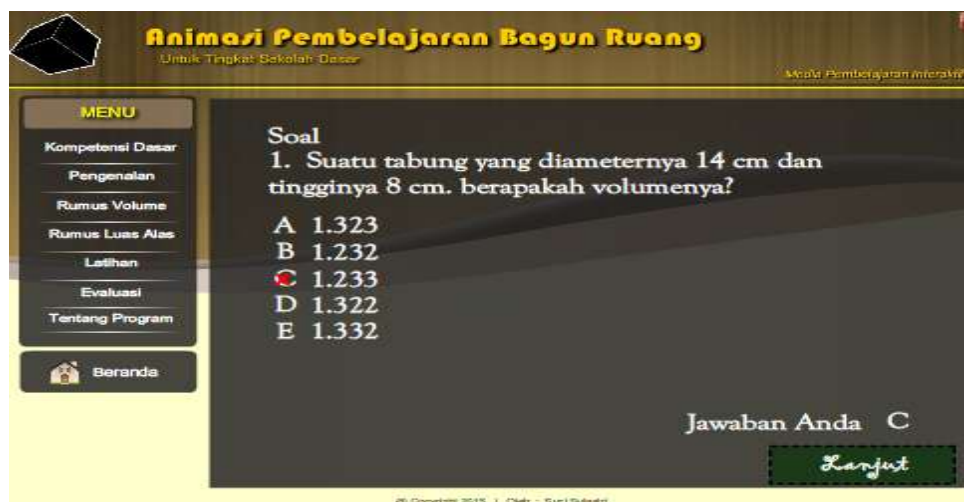 Animasi Pembelajaran Bagun Ruang
Untuk Tingkat Sekolah Dasar
Media Pembelajaran Interaktif
MENU
Kompetensi Dasar
Pengenalan
Rumus Volume
Rumus Luas Alas
Latihan
Evaluasi
Tentang Program
Beranda
Soal
1. Suatu tabung yang diameternya 14 cm dan
tingginya 8 cm. berapakah volumenya?
A 1.323
B 1.232
C 1.233
D 1.322
E 1.332
Jawaban Anda C
Lanjut